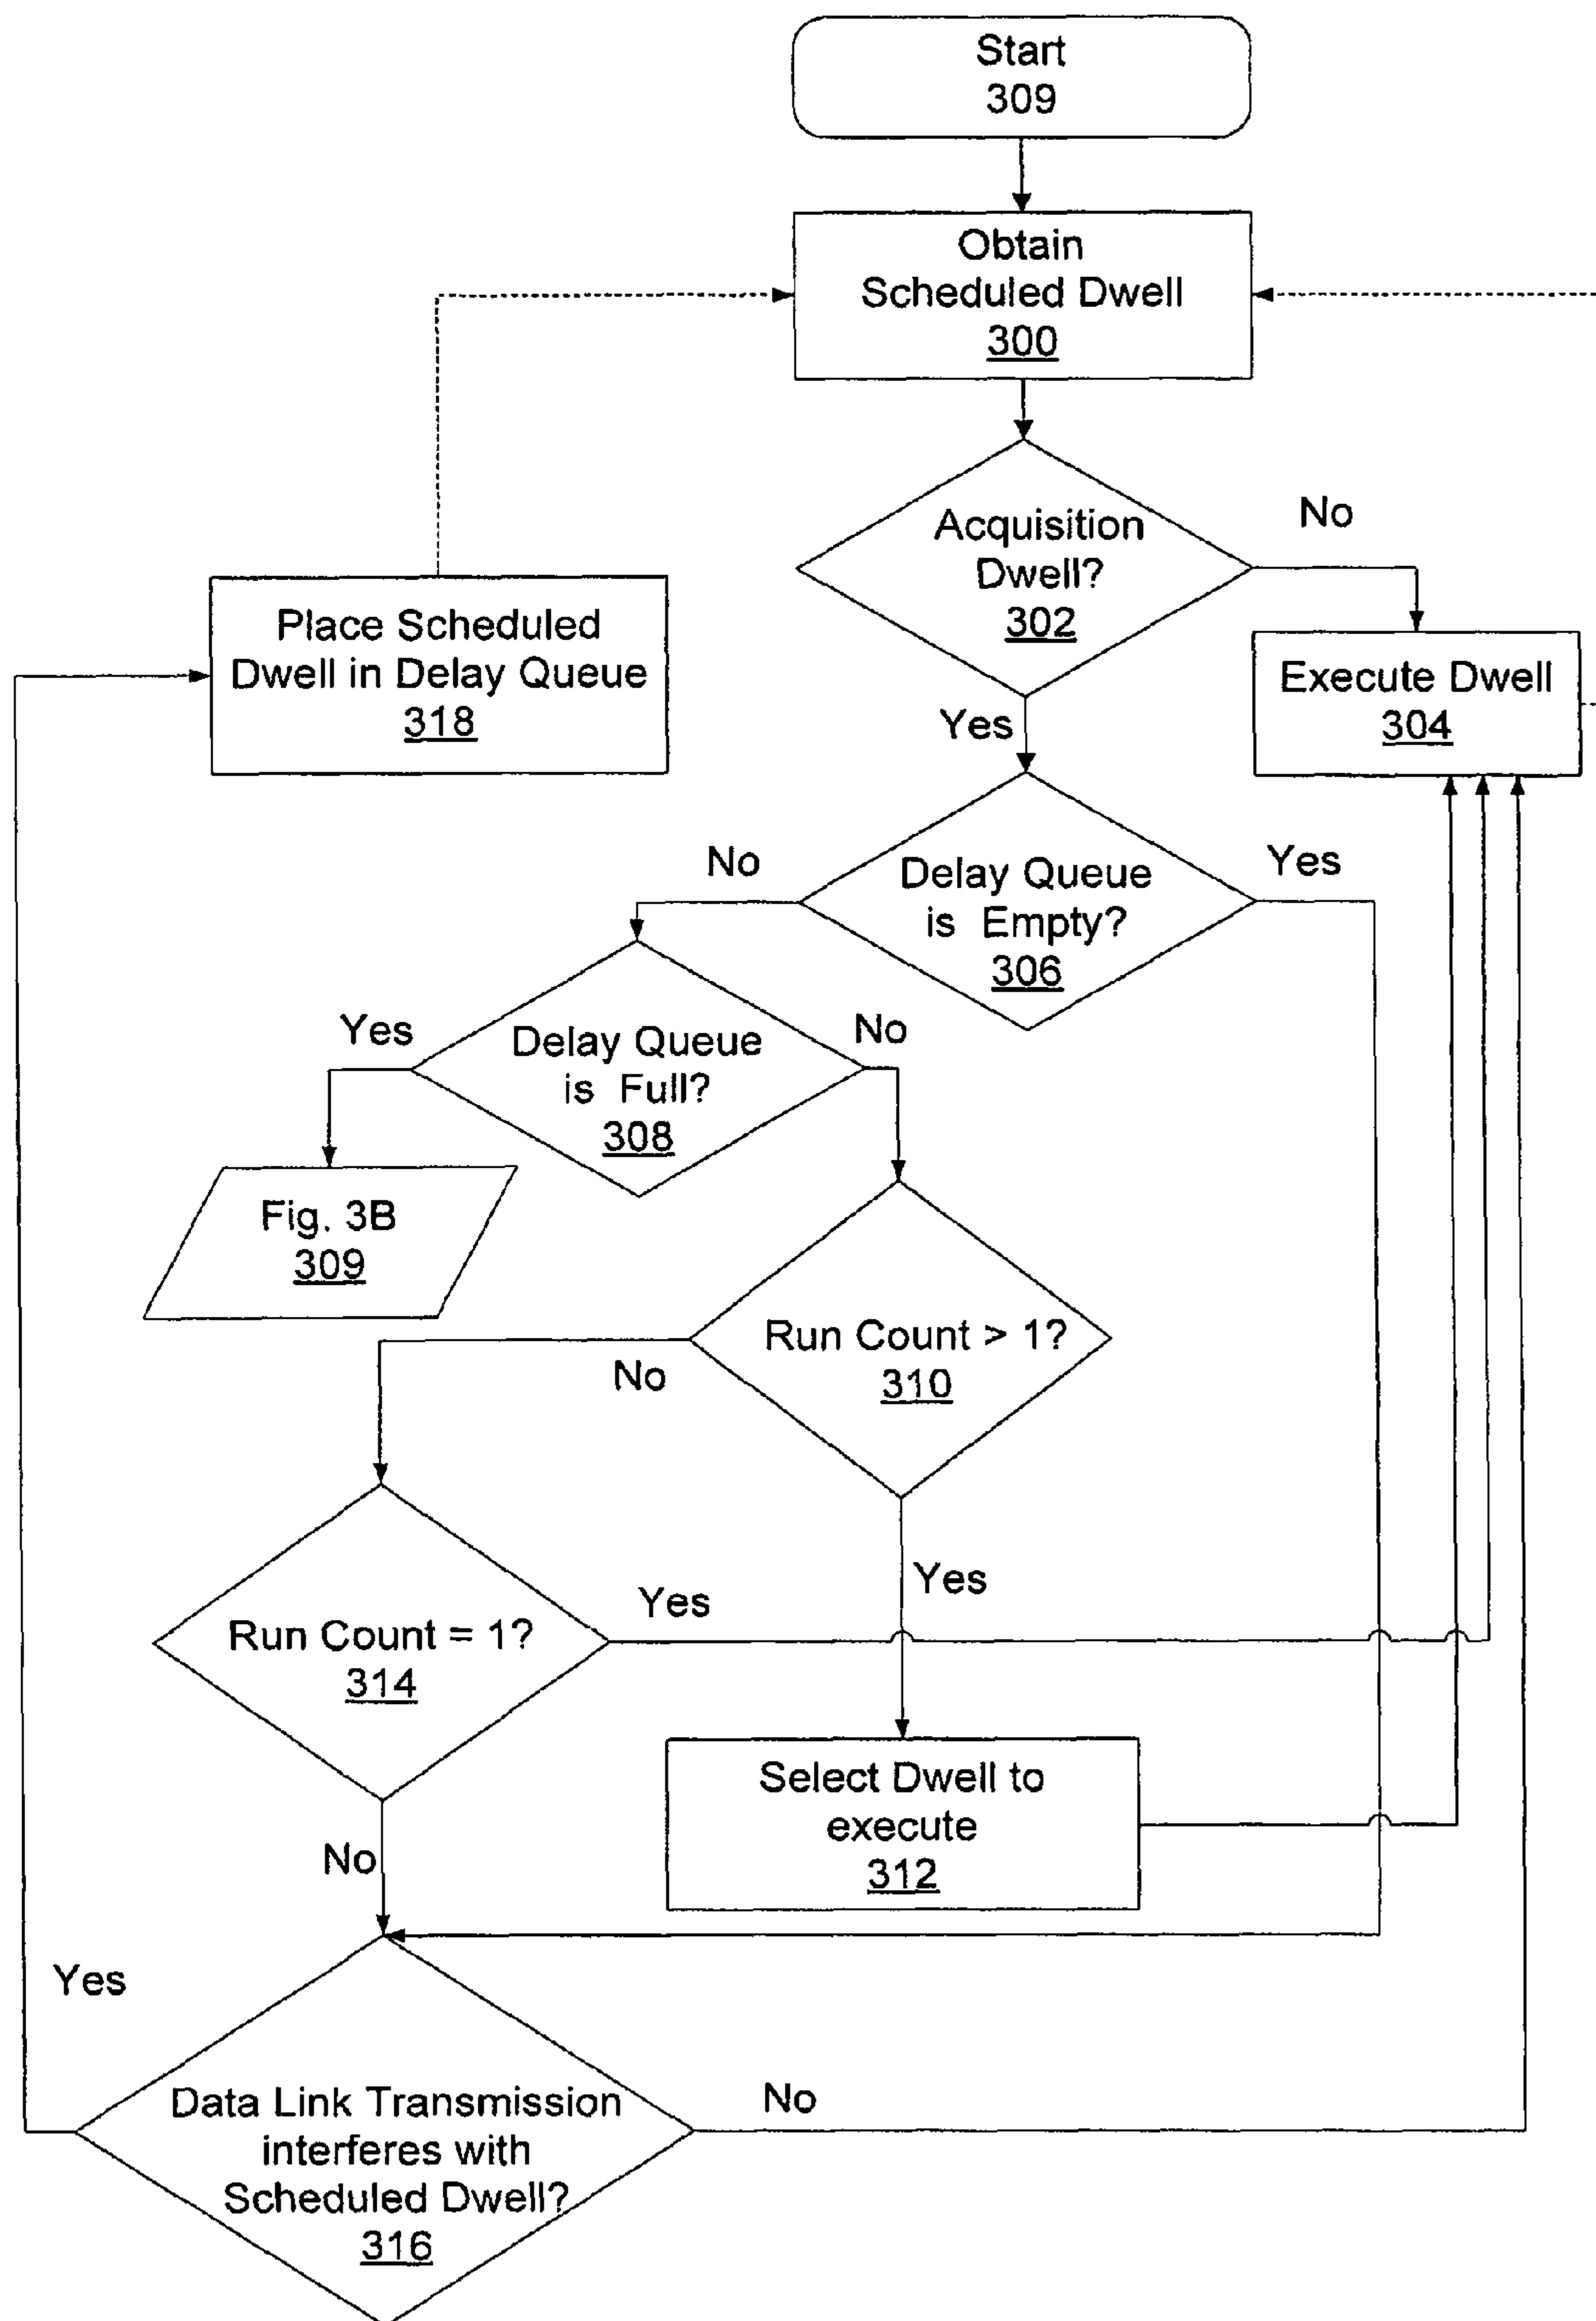 Start
309
Obtain
Scheduled Dwell
300
Acquisition
Dwell?
302
No
Yes
Place Scheduled
Dwell in Delay Queue
318
Execute Dwell
304
Delay Queue
is Empty?
306
No
Yes
Delay Queue
is Full?
308
Yes
No
Fig. 3B
309
Run Count > 1?
310
No
Yes
Run Count = 1?
314
Yes
No
Select Dwell to
execute
312
Data Link Transmission
interferes with
Scheduled Dwell?
316
Yes
No